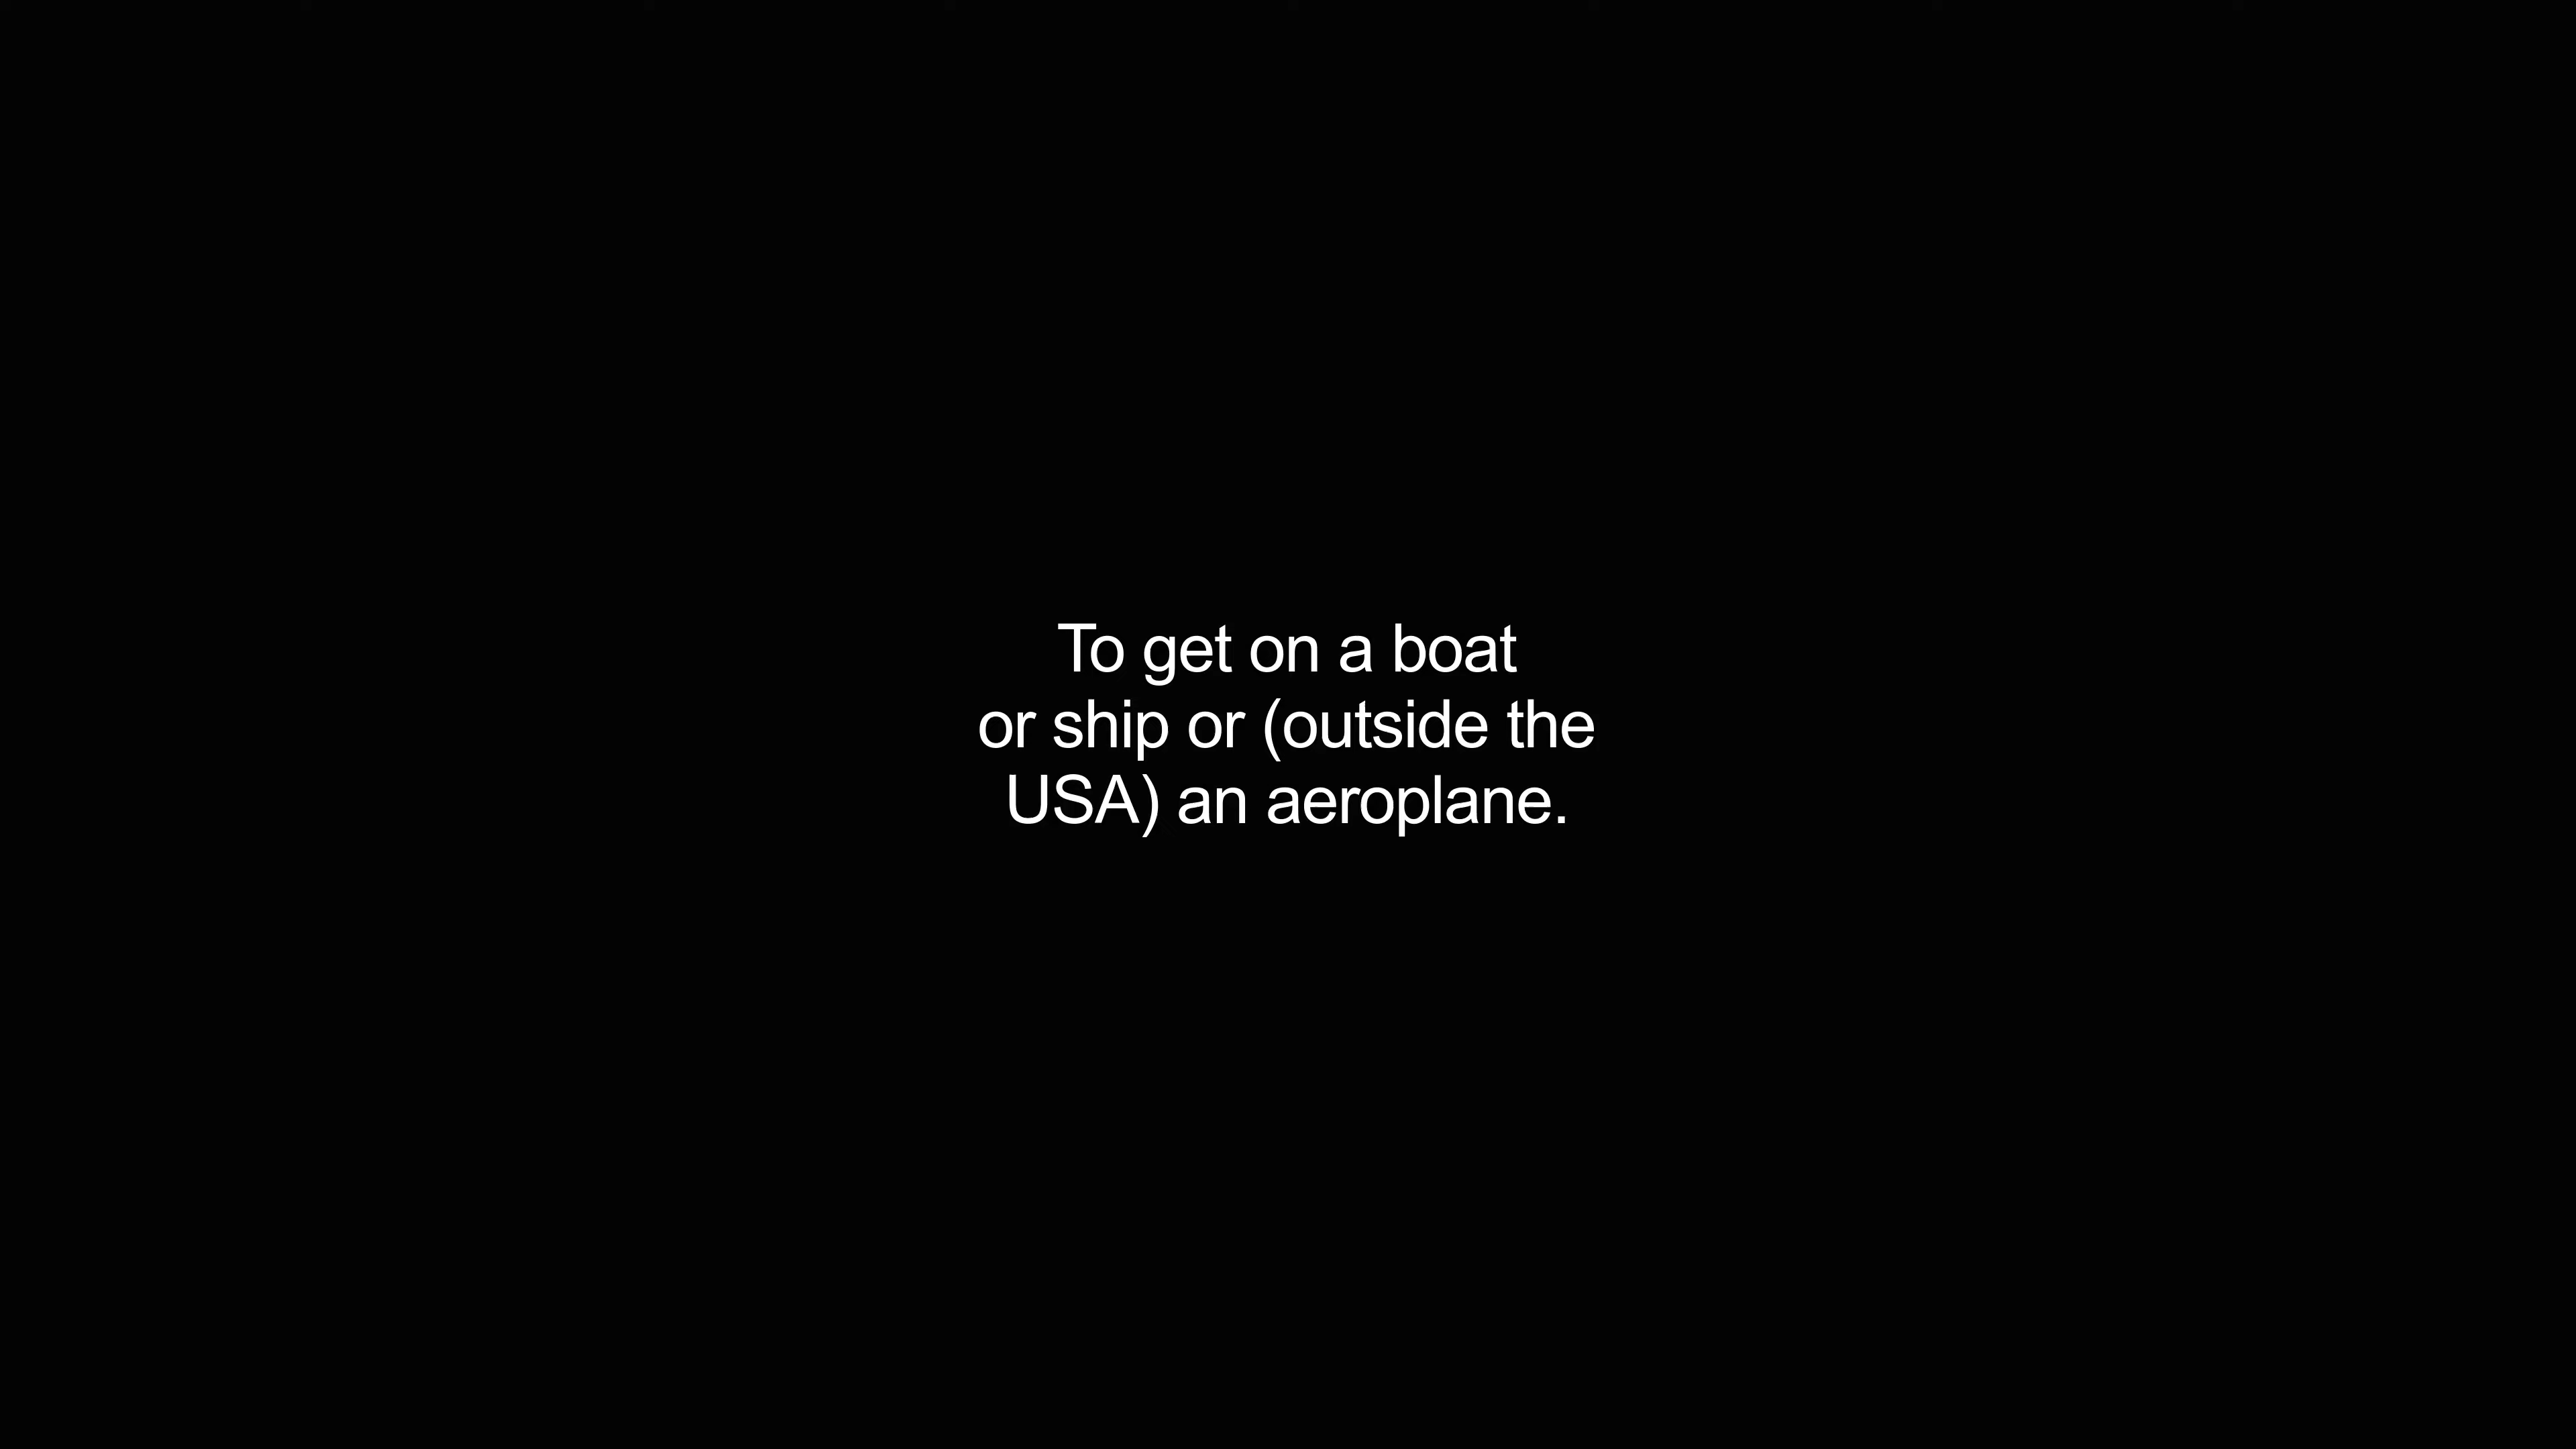 To get on a boat
or ship or (outside the
USA) an aeroplane.